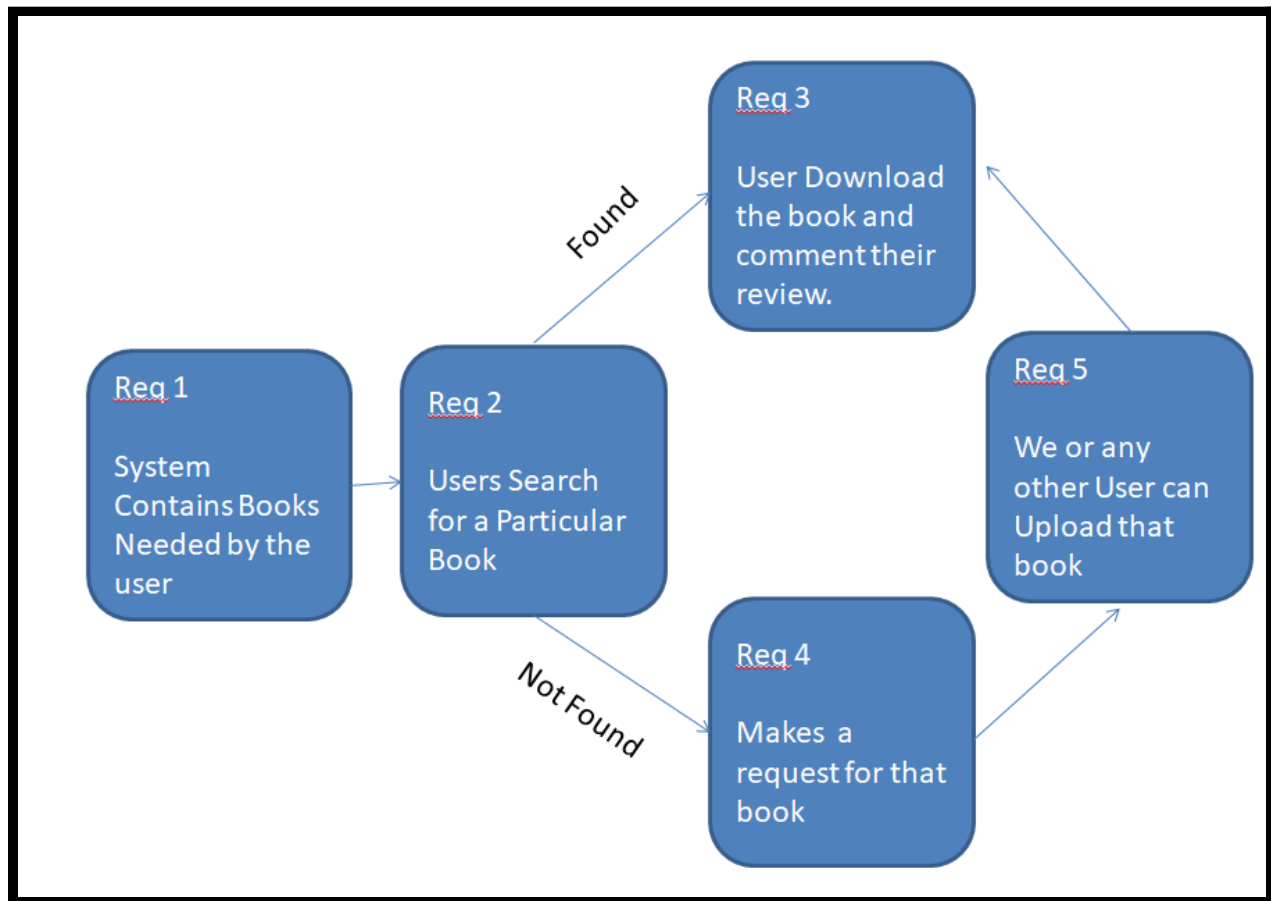 Req 1
System
Contains Books
Needed by the
user
Req 2
Users Search
for a Particular
Book
Found
Not Found
Req 3
User Download
the book and
comment their
review.
Req 4
Makes a
request for that
book
Req 5
We or any
other User can
Upload that
book